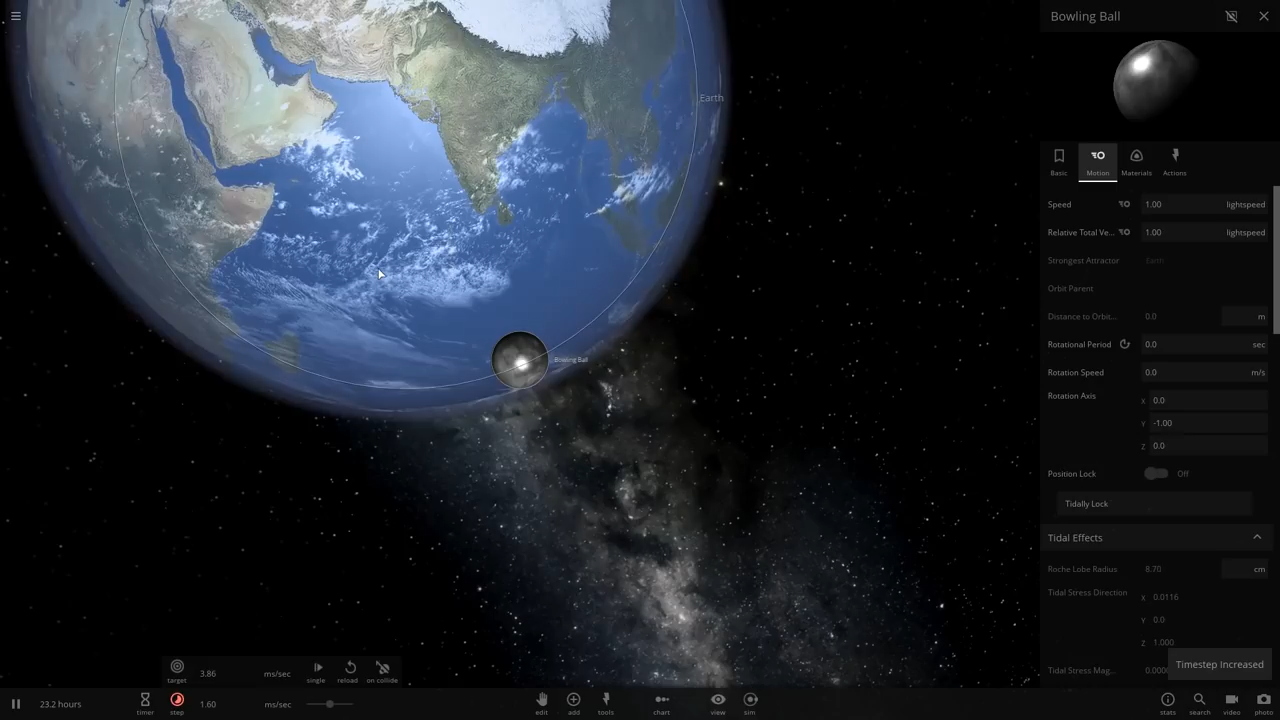 Bowling Ball
Earth
Bowling Ball
Basic
Motion
Materials
Actions
Speed 1.00 lightspeed
Relative Total Ve... 1.00 lightspeed
Strongest Attractor Earth
Orbit Parent
Distance to Orbit... 0.0 m
Rotational Period 0.0 sec
Rotation Speed 0.0 m/s
Rotation Axis X 0.0
Y -1.00
Z 0.0
Position Lock Off
Tidally Lock
Tidal Effects
Roche Lobe Radius 8.70 cm
Tidal Stress Direction X 0.0116
Y 0.0
Z 1.000
Tidal Stress Mag...
Timestep Increased
target 3.86 ms/sec single reload on collide
23.2 hours timer step 1.60 ms/sec edit add tools chart view sim stats search video photo